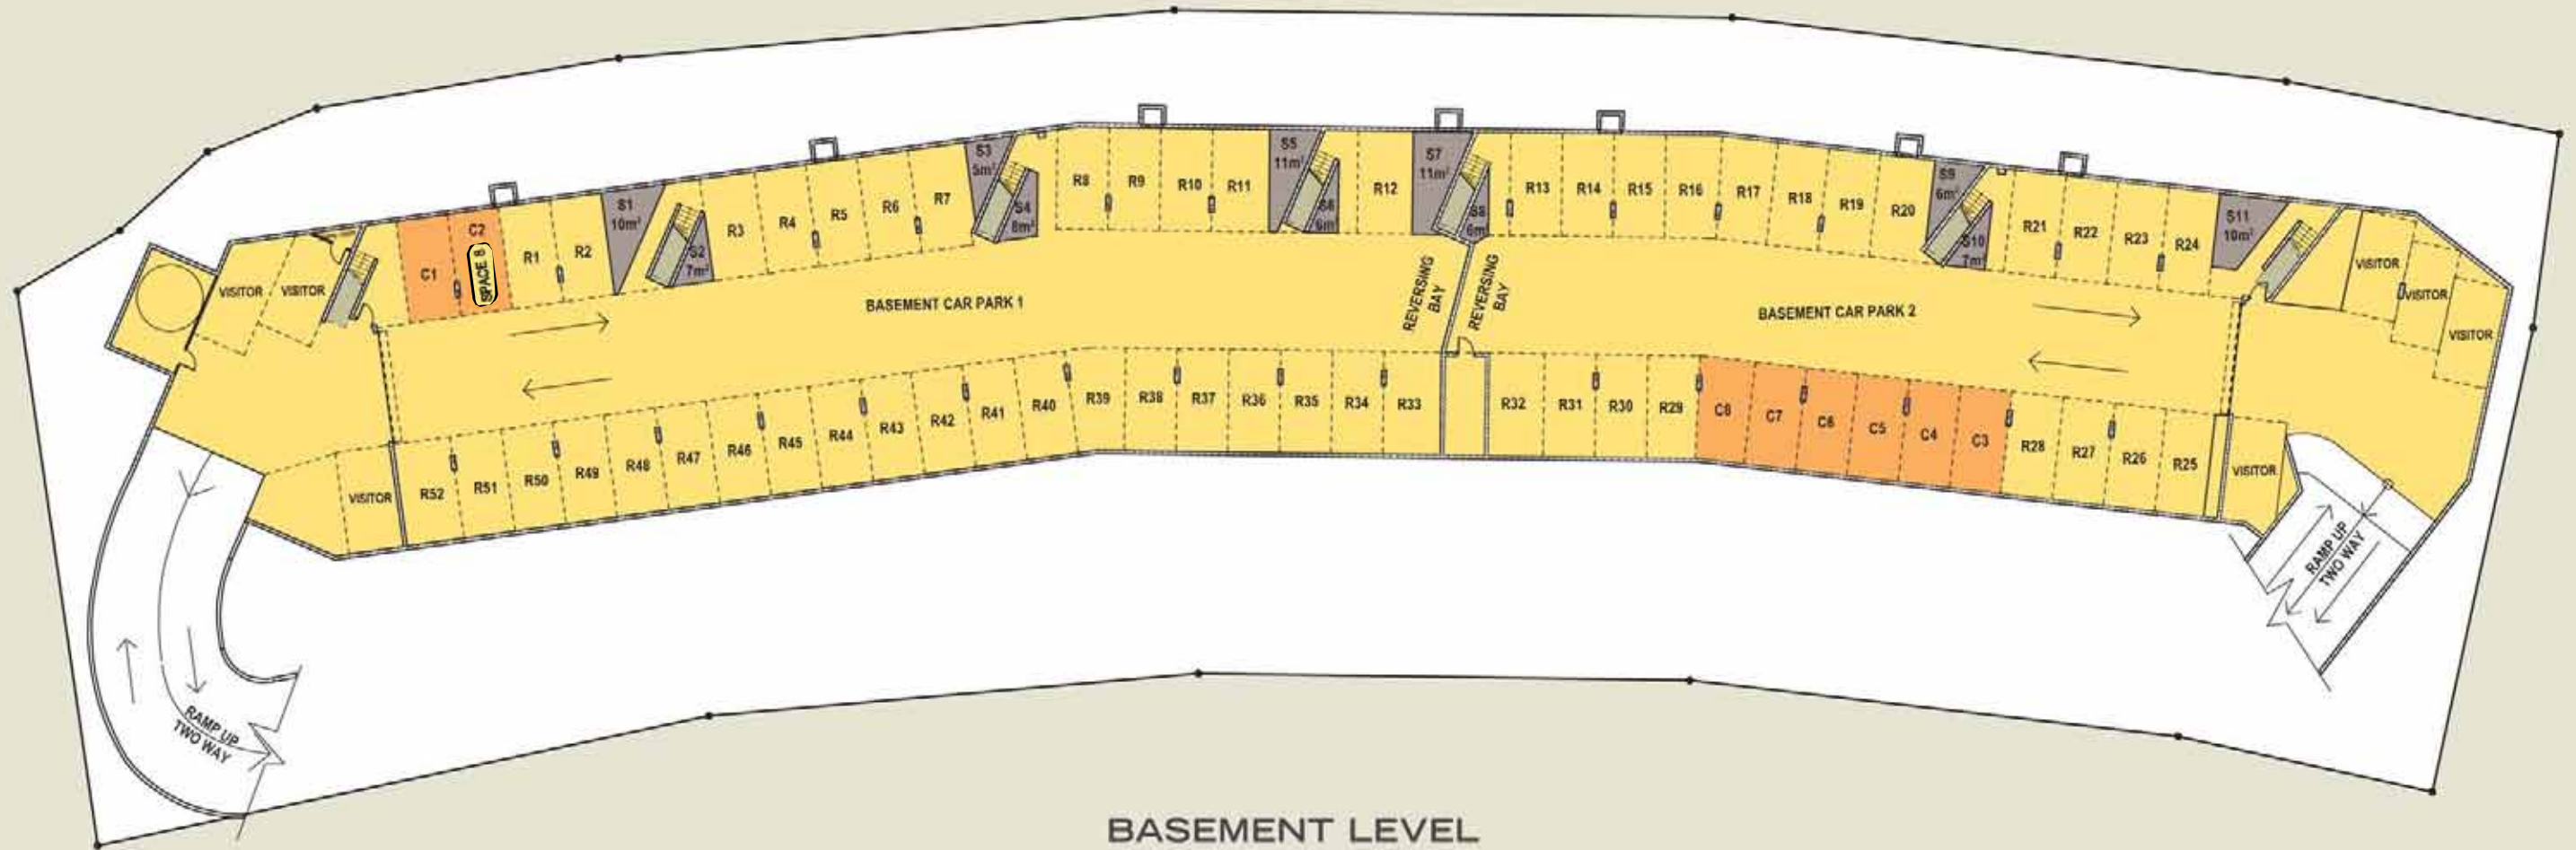 S3
5m²
S5
11m²
S7
11m²
R8
R9
R10
R11
R12
R13
R14
R15
R16
R17
R18
R19
R20
S9
6m²
S1
10m²
C2
SPACE 8
C1
R1
R2
S2
7m²
R3
R4
R5
R6
R7
S4
8m²
S6
6m²
S8
6m²
S10
7m²
R21
R22
R23
R24
S11
10m²
VISITOR
VISITOR
VISITOR
VISITOR
VISITOR
BASEMENT CAR PARK 1
REVERSING
BAY
REVERSING
BAY
BASEMENT CAR PARK 2
VISITOR
R52
R51
R50
R49
R48
R47
R46
R45
R44
R43
R42
R41
R40
R39
R38
R37
R36
R35
R34
R33
R32
R31
R30
R29
C8
C7
C6
C5
C4
C3
R28
R27
R26
R25
VISITOR
RAMP UP
TWO WAY
RAMP UP
TWO WAY
BASEMENT LEVEL